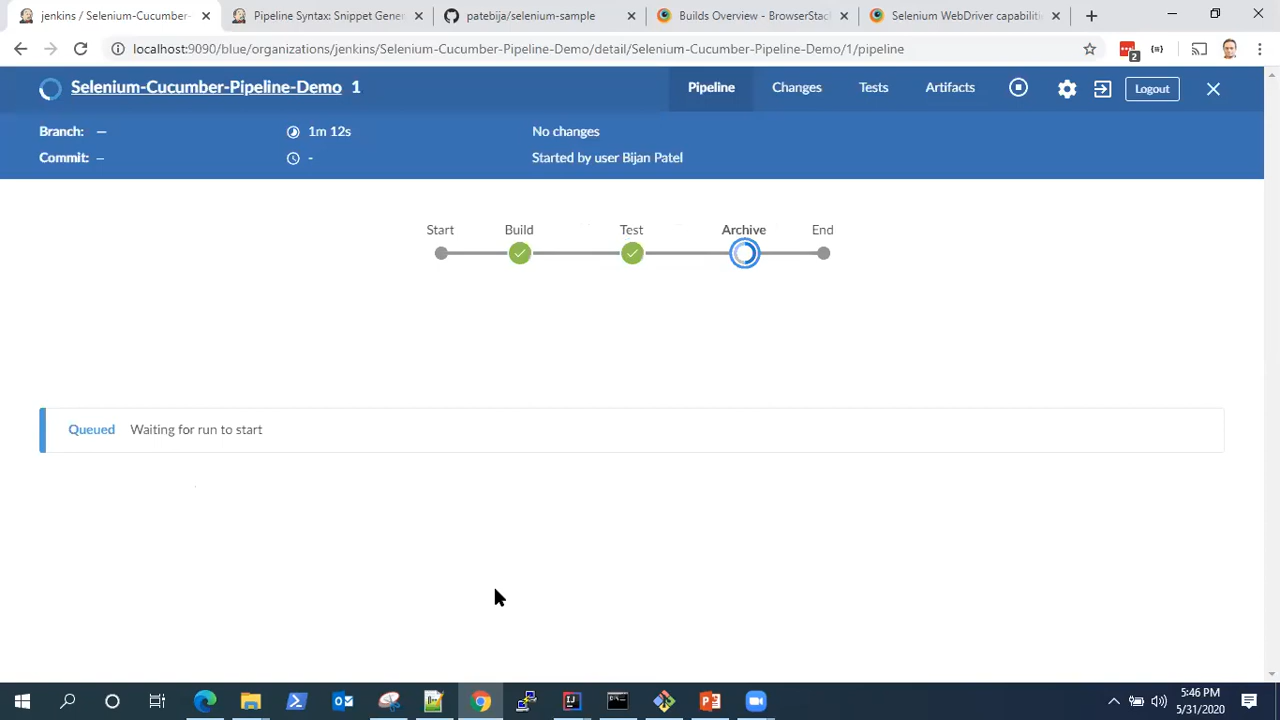 jenkins / Selenium-Cucumber-
Pipeline Syntax: Snippet Gener
patebija/selenium-sample
Builds Overview - BrowserStac
Selenium WebDriver capabiliti
localhost:9090/blue/organizations/jenkins/Selenium-Cucumber-Pipeline-Demo/detail/Selenium-Cucumber-Pipeline-Demo/1/pipeline
2
Selenium-Cucumber-Pipeline-Demo 1
Pipeline
Changes
Tests
Artifacts
Logout
Branch: —
1m 12s
No changes
Commit: –
-
Started by user Bijan Patel
Start
Build
Test
Archive
End
Queued Waiting for run to start
5:46 PM
5/31/2020